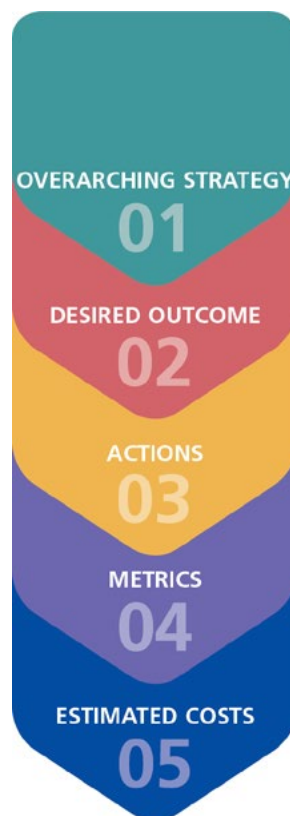 OVERARCHING STRATEGY
01
DESIRED OUTCOME
02
ACTIONS
03
METRICS
04
ESTIMATED COSTS
05